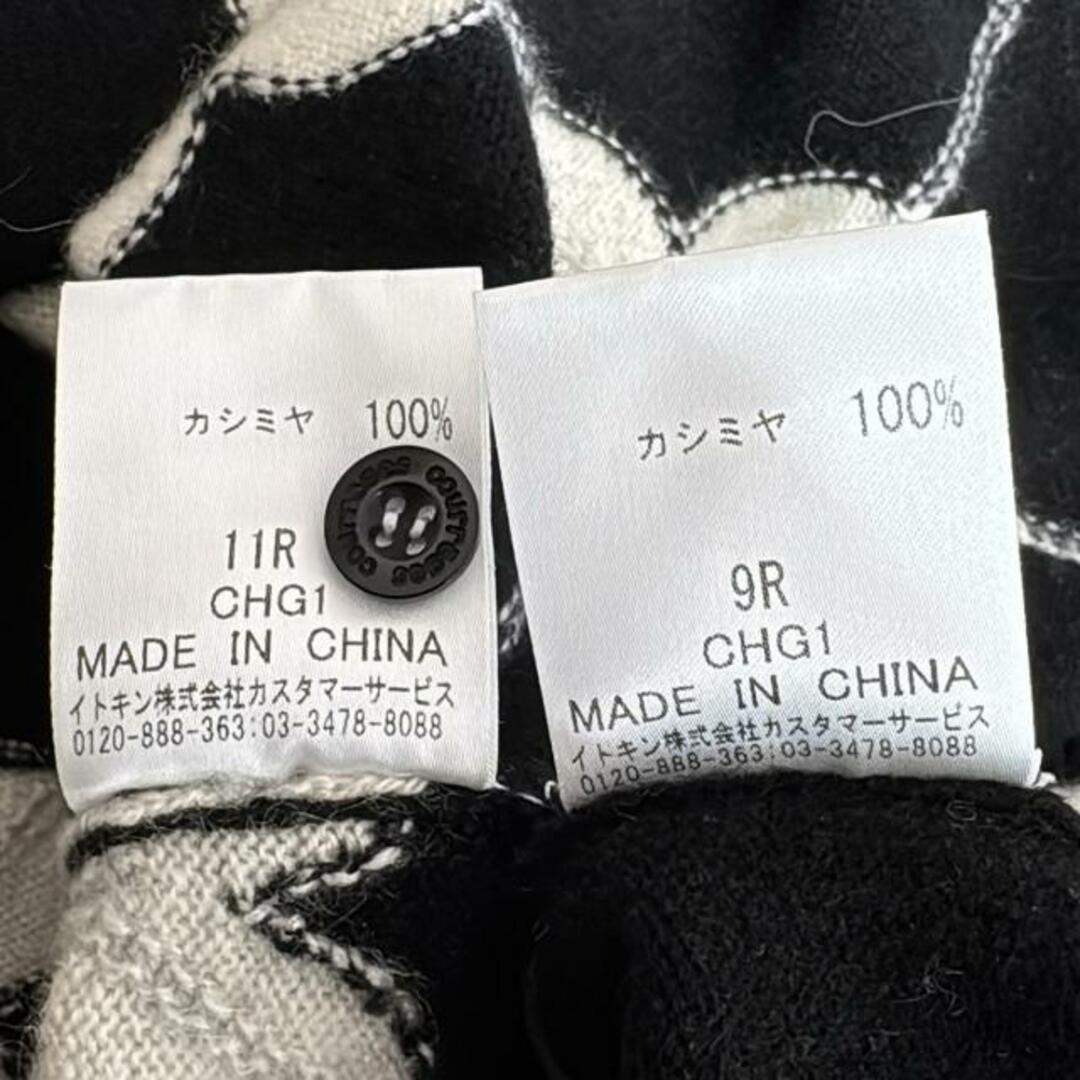 カシミヤ 100%
courrèges courrèges
11R
CHG1
MADE IN CHINA
イトキン株式会社カスタマーサービス
0120-888-363:03-3478-8088
カシミヤ 100%
9R
CHG1
MADE IN CHINA
イトキン株式会社カスタマーサービス
0120-888-363:03-3478-8088